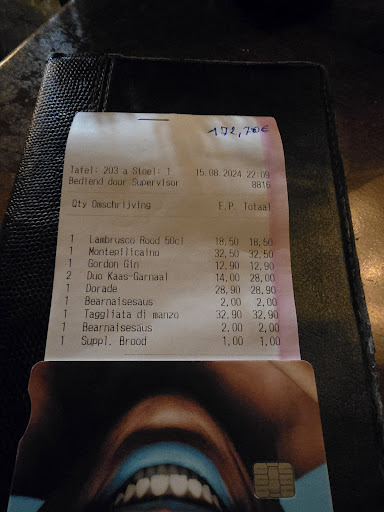 172,70€
Tafel: 203 a Stoel: 1 15.08.2024 22:09
Bediend door Supervisor 8816
Qty Omschrijving E.P. Totaal
1 Lambrusco Rood 50cl 18,50 18,50
1 Montepilicaino 32,50 32,50
1 Gordon Gin 12,90 12,90
2 Duo Kaas-Garnaal 14,00 28,00
1 Dorade 28,90 28,90
1 Bearnaisesaus 2,00 2,00
1 Taggliata di manzo 32,90 32,90
1 Bearnaisesaus 2,00 2,00
1 Suppl. Brood 1,00 1,00